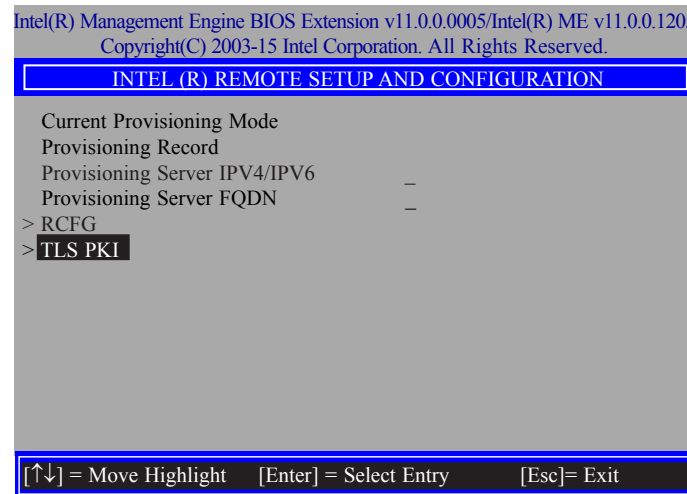 Intel(R) Management Engine BIOS Extension v11.0.0.0005/Intel(R) ME v11.0.0.120
Copyright(C) 2003-15 Intel Corporation. All Rights Reserved.
INTEL (R) REMOTE SETUP AND CONFIGURATION
Current Provisioning Mode
Provisioning Record
Provisioning Server IPV4/IPV6 _
Provisioning Server FQDN _
> RCFG
> TLS PKI
[↑↓] = Move Highlight [Enter] = Select Entry [Esc]= Exit